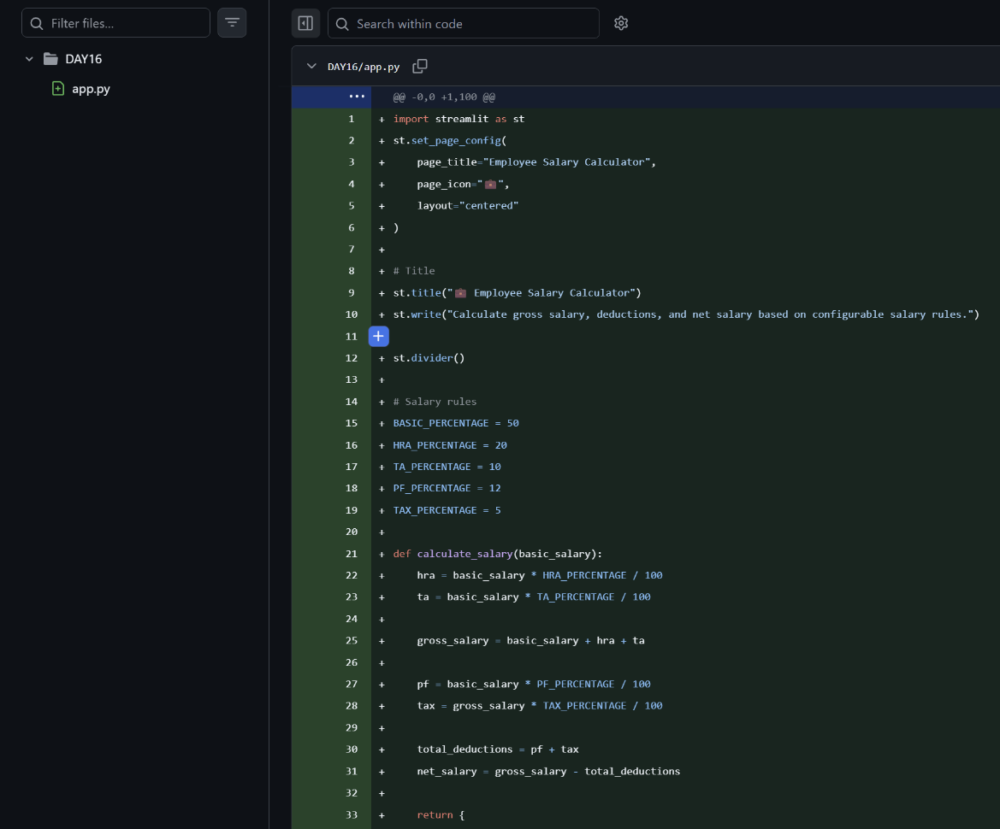 Filter files...
DAY16
app.py
Search within code
DAY16/app.py
... @@ -0,0 +1,100 @@
1 + import streamlit as st
2 + st.set_page_config(
3 +     page_title="Employee Salary Calculator",
4 +     page_icon="💼",
5 +     layout="centered"
6 + )
7 +
8 + # Title
9 + st.title("💼 Employee Salary Calculator")
10 + st.write("Calculate gross salary, deductions, and net salary based on configurable salary rules.")
11 +
12 + st.divider()
13 +
14 + # Salary rules
15 + BASIC_PERCENTAGE = 50
16 + HRA_PERCENTAGE = 20
17 + TA_PERCENTAGE = 10
18 + PF_PERCENTAGE = 12
19 + TAX_PERCENTAGE = 5
20 +
21 + def calculate_salary(basic_salary):
22 +     hra = basic_salary * HRA_PERCENTAGE / 100
23 +     ta = basic_salary * TA_PERCENTAGE / 100
24 +
25 +     gross_salary = basic_salary + hra + ta
26 +
27 +     pf = basic_salary * PF_PERCENTAGE / 100
28 +     tax = gross_salary * TAX_PERCENTAGE / 100
29 +
30 +     total_deductions = pf + tax
31 +     net_salary = gross_salary - total_deductions
32 +
33 +     return {